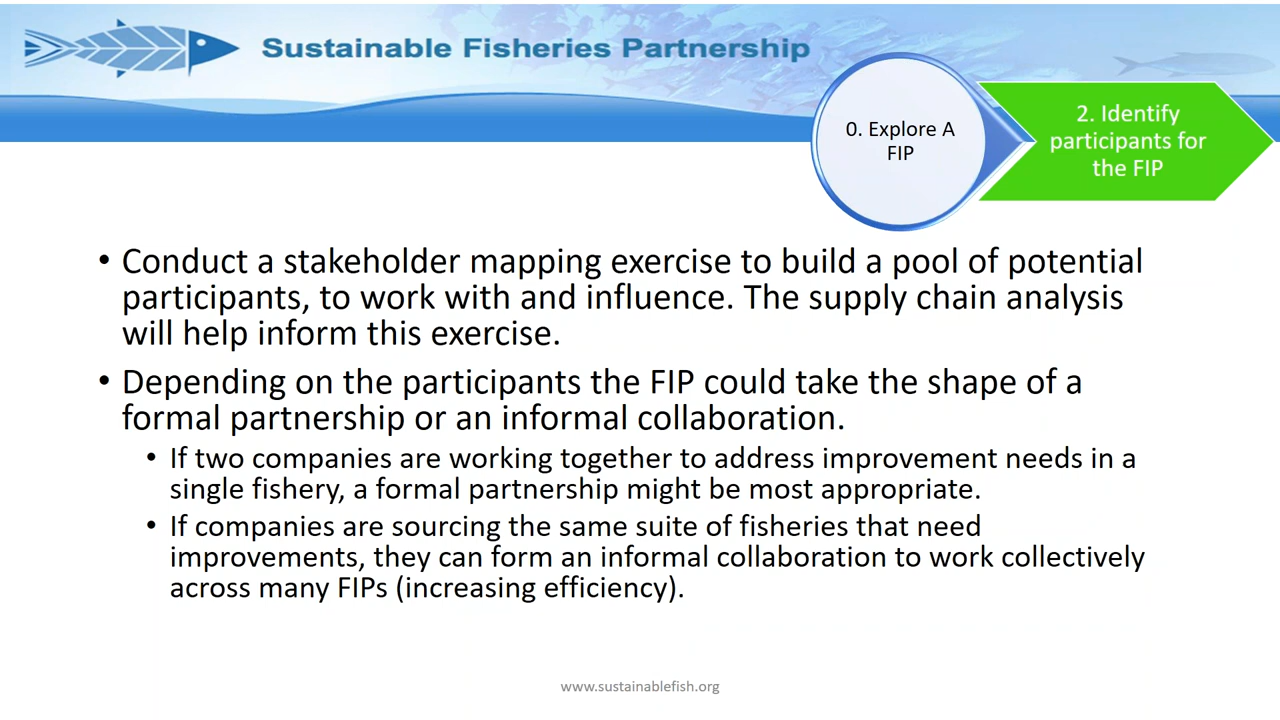 Sustainable Fisheries Partnership
0. Explore A
FIP
2. Identify
participants for
the FIP
• Conduct a stakeholder mapping exercise to build a pool of potential
participants, to work with and influence. The supply chain analysis
will help inform this exercise.
• Depending on the participants the FIP could take the shape of a
formal partnership or an informal collaboration.
• If two companies are working together to address improvement needs in a
single fishery, a formal partnership might be most appropriate.
• If companies are sourcing the same suite of fisheries that need
improvements, they can form an informal collaboration to work collectively
across many FIPs (increasing efficiency).
www.sustainablefish.org